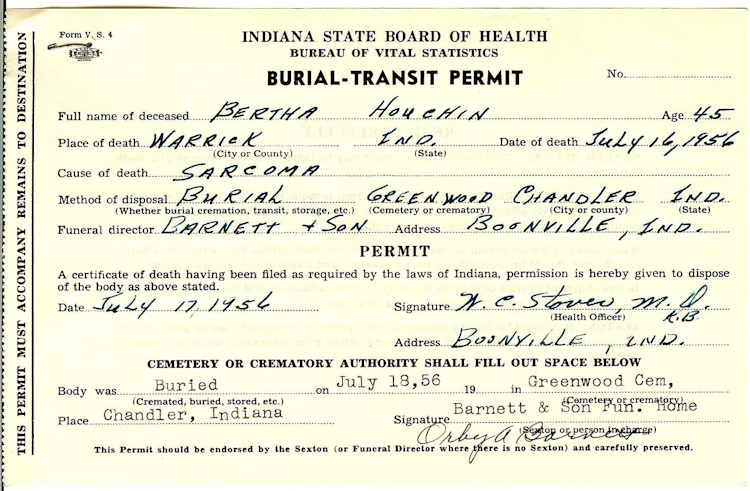 THIS PERMIT MUST ACCOMPANY REMAINS TO DESTINATION
Form V. S. 4
INDIANA STATE BOARD OF HEALTH
BUREAU OF VITAL STATISTICS
BURIAL-TRANSIT PERMIT
No.
Full name of deceased BERTHA HOUCHIN Age 45
Place of death WARRICK IND. Date of death JULY 16, 1956
(City or County) (State)
Cause of death SARCOMA
Method of disposal BURIAL GREENWOOD CHANDLER IND.
(Whether burial cremation, transit, storage, etc.) (Cemetery or crematory) (City or county) (State)
Funeral director BARNETT + SON Address BOONVILLE, IND.
PERMIT
A certificate of death having been filed as required by the laws of Indiana, permission is hereby given to dispose
of the body as above stated.
Date JULY 17, 1956 Signature W. C. Stover, M. D.
(Health Officer) R.B
Address BOONVILLE, IND.
CEMETERY OR CREMATORY AUTHORITY SHALL FILL OUT SPACE BELOW
Body was Buried on July 18,56 19 in Greenwood Cem,
(Cremated, buried, stored, etc.) (Cemetery or crematory)
Place Chandler, Indiana Signature Barnett & Son Fun. Home
(Sexton or person in charge)
Orby A Barnett
This Permit should be endorsed by the Sexton (or Funeral Director where there is no Sexton) and carefully preserved.